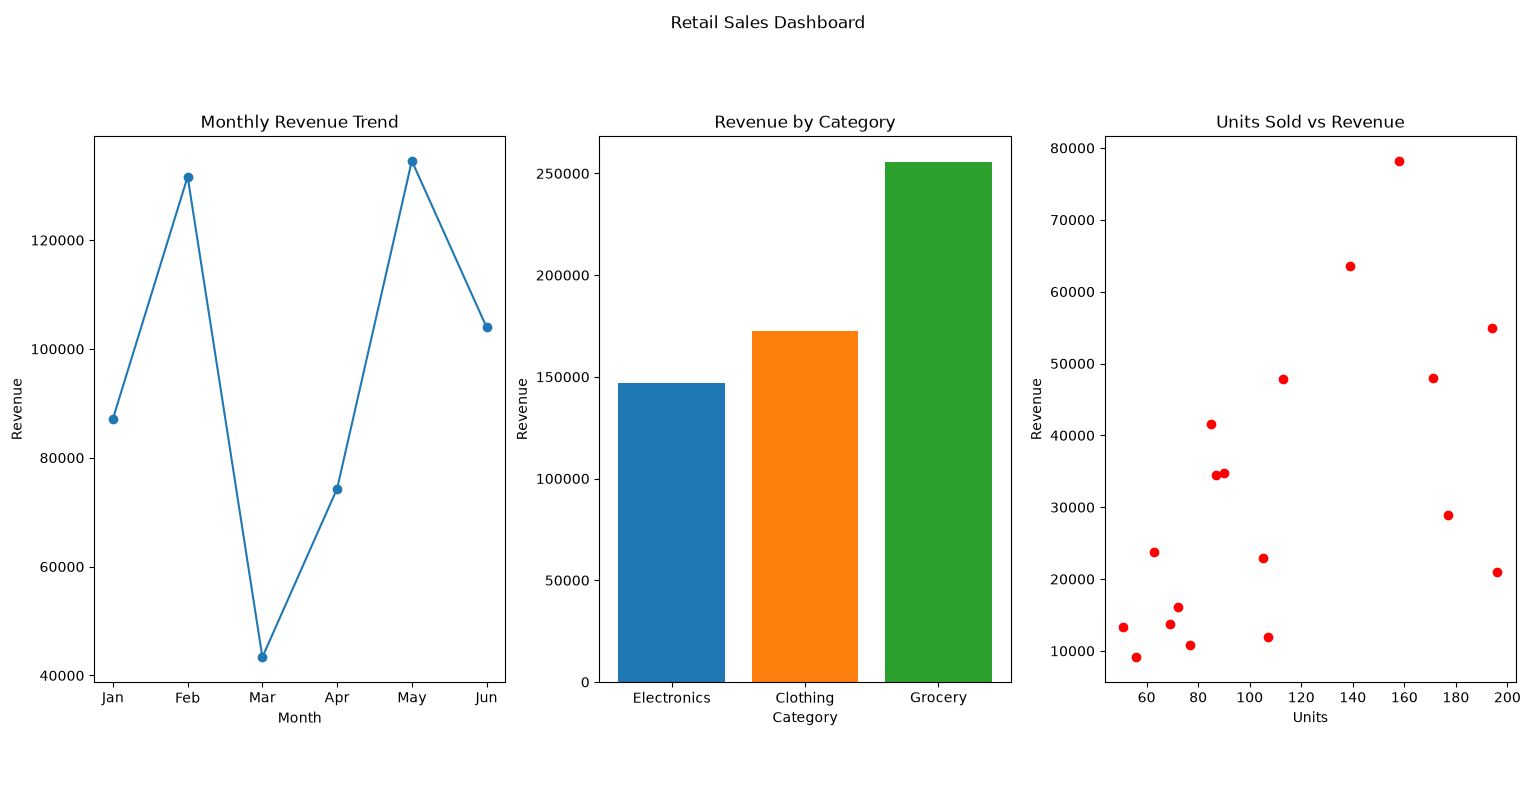 Retail Sales Dashboard
Monthly Revenue Trend
120000
100000
80000
60000
40000
Revenue
Jan Feb Mar Apr May Jun
Month
Revenue by Category
250000
200000
150000
100000
50000
0
Revenue
Electronics Clothing Grocery
Category
Units Sold vs Revenue
80000
70000
60000
50000
40000
30000
20000
10000
Revenue
60 80 100 120 140 160 180 200
Units